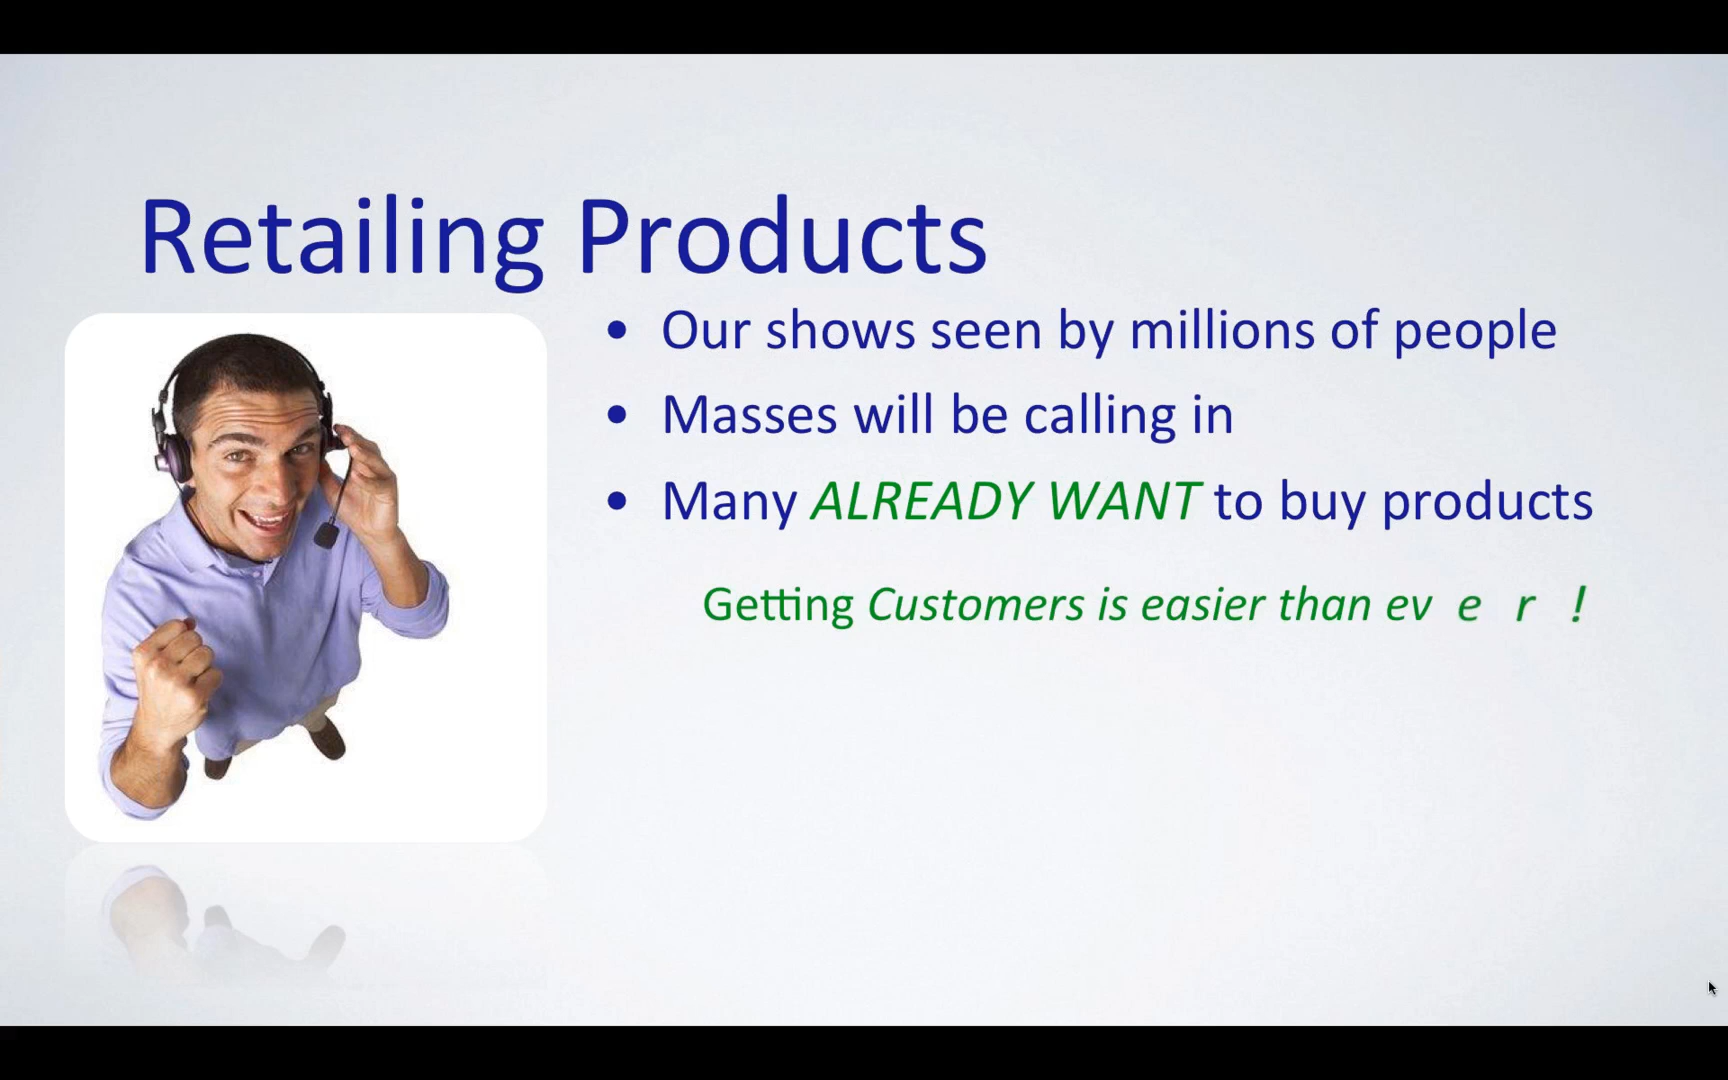 Retailing Products
• Our shows seen by millions of people
• Masses will be calling in
• Many ALREADY WANT to buy products
Getting Customers is easier than ev e r !